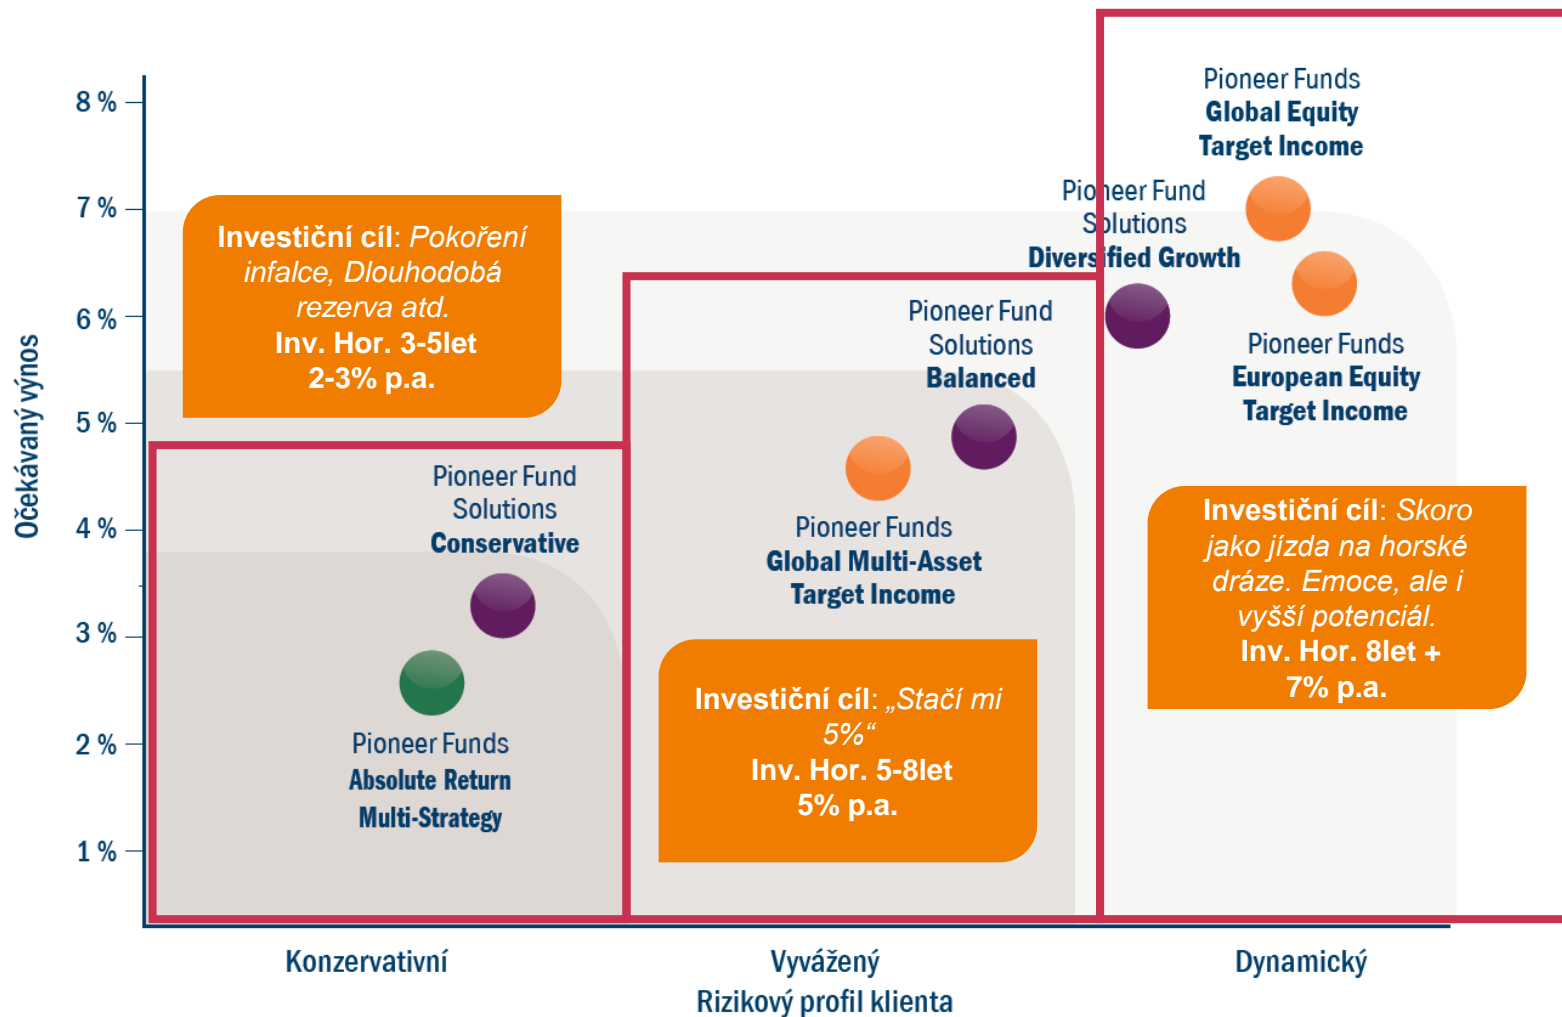 Pioneer Funds
Global Equity
Target Income
8 %
7 %
6 %
5 %
4 %
3 %
2 %
1 %
Očekávaný výnos
Investiční cíl: Pokoření
infalce, Dlouhodobá
rezerva atd.
Inv. Hor. 3-5let
2-3% p.a.
Pioneer Fund
Solutions
Diversified Growth
Pioneer Fund
Solutions
Balanced
Pioneer Funds
European Equity
Target Income
Pioneer Fund
Solutions
Conservative
Pioneer Funds
Global Multi-Asset
Target Income
Investiční cíl: Skoro
jako jízda na horské
dráze. Emoce, ale i
vyšší potenciál.
Inv. Hor. 8let +
7% p.a.
Pioneer Funds
Absolute Return
Multi-Strategy
Investiční cíl: „Stačí mi
5%“
Inv. Hor. 5-8let
5% p.a.
Konzervativní
Vyvážený
Dynamický
Rizikový profil klienta